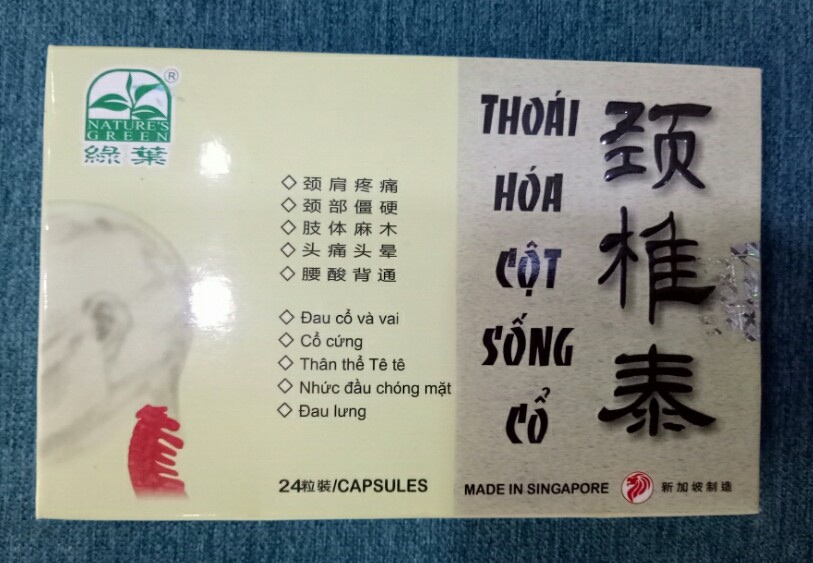 ®
NATURE'S
GREEN
綠葉
◇ 颈肩疼痛
◇ 颈部僵硬
◇ 肢体麻木
◇ 头痛头晕
◇ 腰酸背通
◇ Đau cổ và vai
◇ Cổ cứng
◇ Thân thể Tê tê
◇ Nhức đầu chóng mặt
◇ Đau lưng
24粒裝/CAPSULES
THOÁI
HÓA
CỘT
SỐNG
CỔ
颈椎泰
MADE IN SINGAPORE 新加坡制造